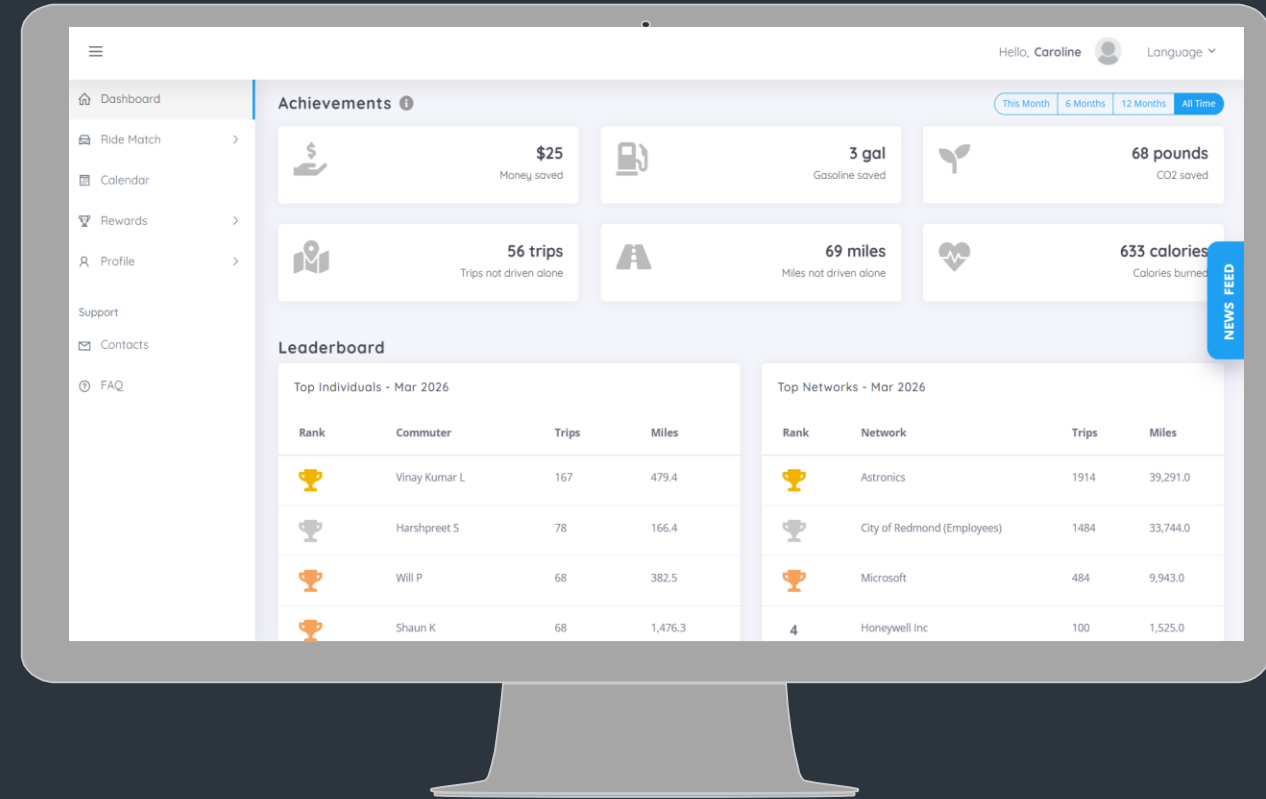 Hello, Caroline
Language
Dashboard
Ride Match
Calendar
Rewards
Profile
Support
Contacts
FAQ
Achievements
This Month 6 Months 12 Months All Time
$25
Money saved
3 gal
Gasoline saved
68 pounds
CO2 saved
56 trips
Trips not driven alone
69 miles
Miles not driven alone
633 calories
Calories burned
NEWS FEED
Leaderboard
Top Individuals - Mar 2026
Rank Commuter Trips Miles
Vinay Kumar L 167 479.4
Harshpreet S 78 166.4
Will P 68 382.5
Shaun K 68 1,476.3
Top Networks - Mar 2026
Rank Network Trips Miles
Astronics 1914 39,291.0
City of Redmond (Employees) 1484 33,744.0
Microsoft 484 9,943.0
4 Honeywell Inc 100 1,525.0